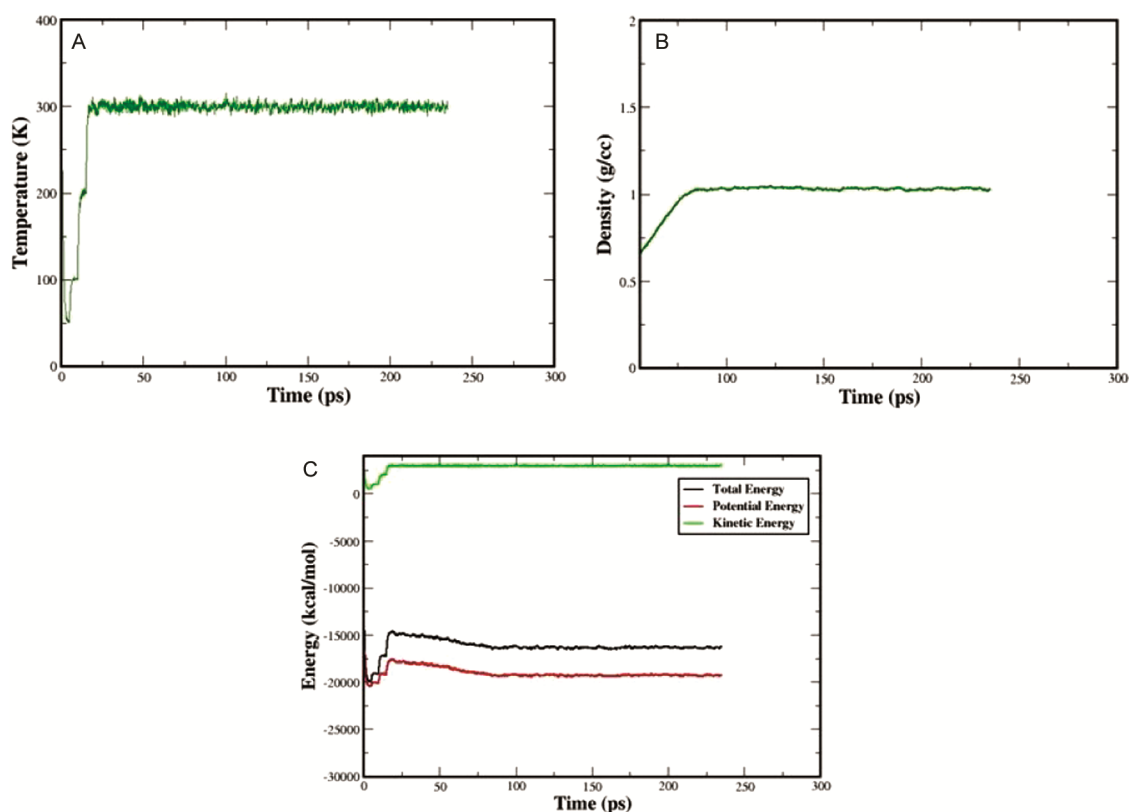 A
400
300
200
100
0
Temperature (K)
0 50 100 150 200 250 300
Time (ps)
B
2
1.5
1
0.5
0
Density (g/cc)
100 150 200 250 300
Time (ps)
C
0
-5000
-10000
-15000
-20000
-25000
-30000
Energy (kcal/mol)
Total Energy
Potential Energy
Kinetic Energy
0 50 100 150 200 250 300
Time (ps)